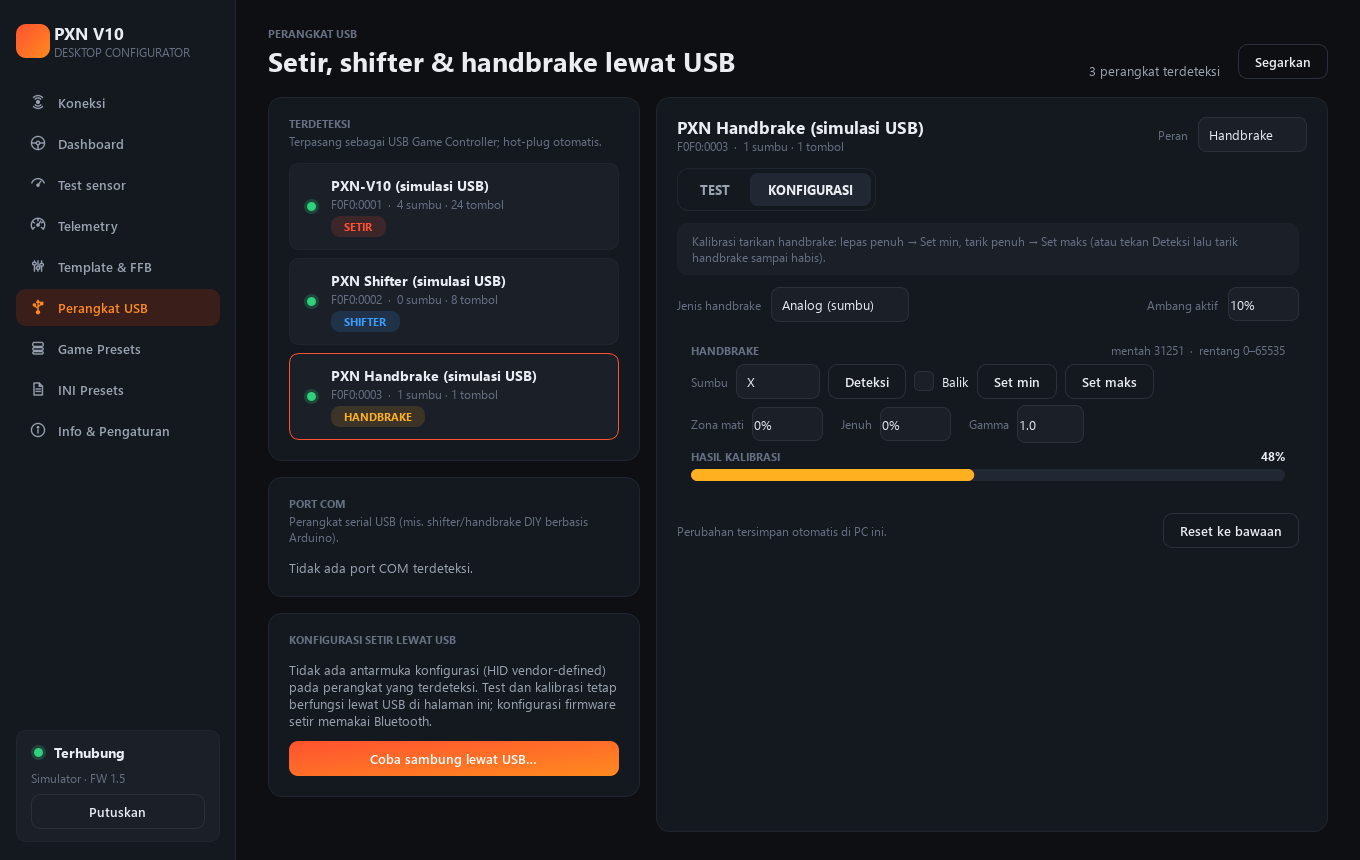 PXN V10
DESKTOP CONFIGURATOR
Koneksi
Dashboard
Test sensor
Telemetry
Template & FFB
Perangkat USB
Game Presets
INI Presets
Info & Pengaturan
Terhubung
Simulator · FW 1.5
Putuskan
PERANGKAT USB
Setir, shifter & handbrake lewat USB
3 perangkat terdeteksi
Segarkan
TERDETEKSI
Terpasang sebagai USB Game Controller; hot-plug otomatis.
PXN-V10 (simulasi USB)
F0F0:0001 · 4 sumbu · 24 tombol
SETIR
PXN Shifter (simulasi USB)
F0F0:0002 · 0 sumbu · 8 tombol
SHIFTER
PXN Handbrake (simulasi USB)
F0F0:0003 · 1 sumbu · 1 tombol
HANDBRAKE
PORT COM
Perangkat serial USB (mis. shifter/handbrake DIY berbasis
Arduino).
Tidak ada port COM terdeteksi.
KONFIGURASI SETIR LEWAT USB
Tidak ada antarmuka konfigurasi (HID vendor-defined)
pada perangkat yang terdeteksi. Test dan kalibrasi tetap
berfungsi lewat USB di halaman ini; konfigurasi firmware
setir memakai Bluetooth.
Coba sambung lewat USB...
PXN Handbrake (simulasi USB)
F0F0:0003 · 1 sumbu · 1 tombol
Peran Handbrake
TEST KONFIGURASI
Kalibrasi tarikan handbrake: lepas penuh → Set min, tarik penuh → Set maks (atau tekan Deteksi lalu tarik
handbrake sampai habis).
Jenis handbrake Analog (sumbu) Ambang aktif 10%
HANDBRAKE mentah 31251 · rentang 0–65535
Sumbu X Deteksi Balik Set min Set maks
Zona mati 0% Jenuh 0% Gamma 1.0
HASIL KALIBRASI 48%
Perubahan tersimpan otomatis di PC ini. Reset ke bawaan